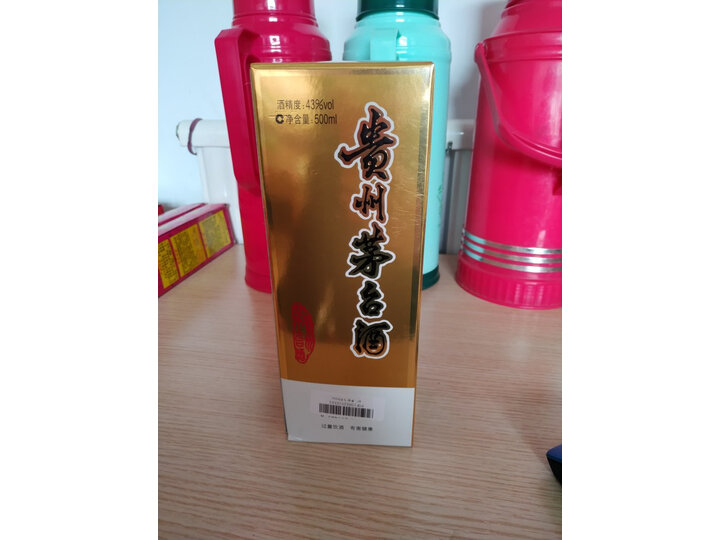 酒精度:43%vol
净含量:500ml
贵州茅台酒
过量饮酒 有害健康